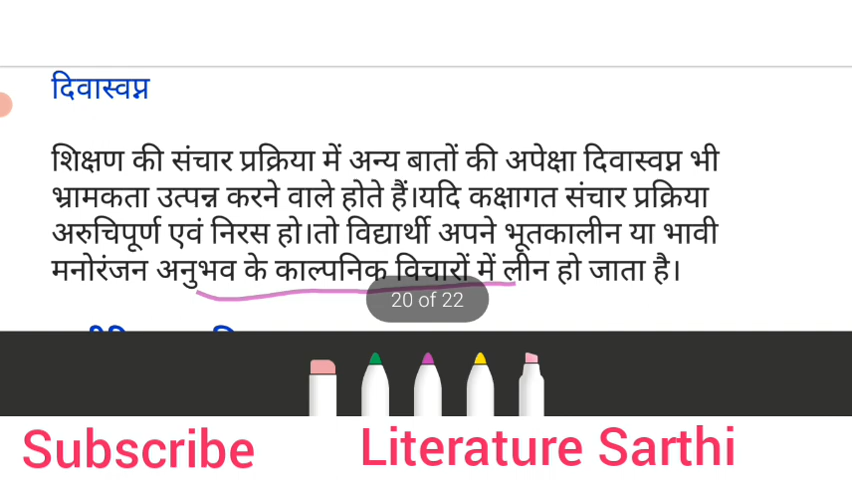 दिवास्वप्न
शिक्षण की संचार प्रक्रिया में अन्य बातों की अपेक्षा दिवास्वप्न भी
भ्रामकता उत्पन्न करने वाले होते हैं।यदि कक्षागत संचार प्रक्रिया
अरुचिपूर्ण एवं निरस हो।तो विद्यार्थी अपने भूतकालीन या भावी
मनोरंजन अनुभव के काल्पनिक विचारों में लीन हो जाता है।
20 of 22
Subscribe Literature Sarthi